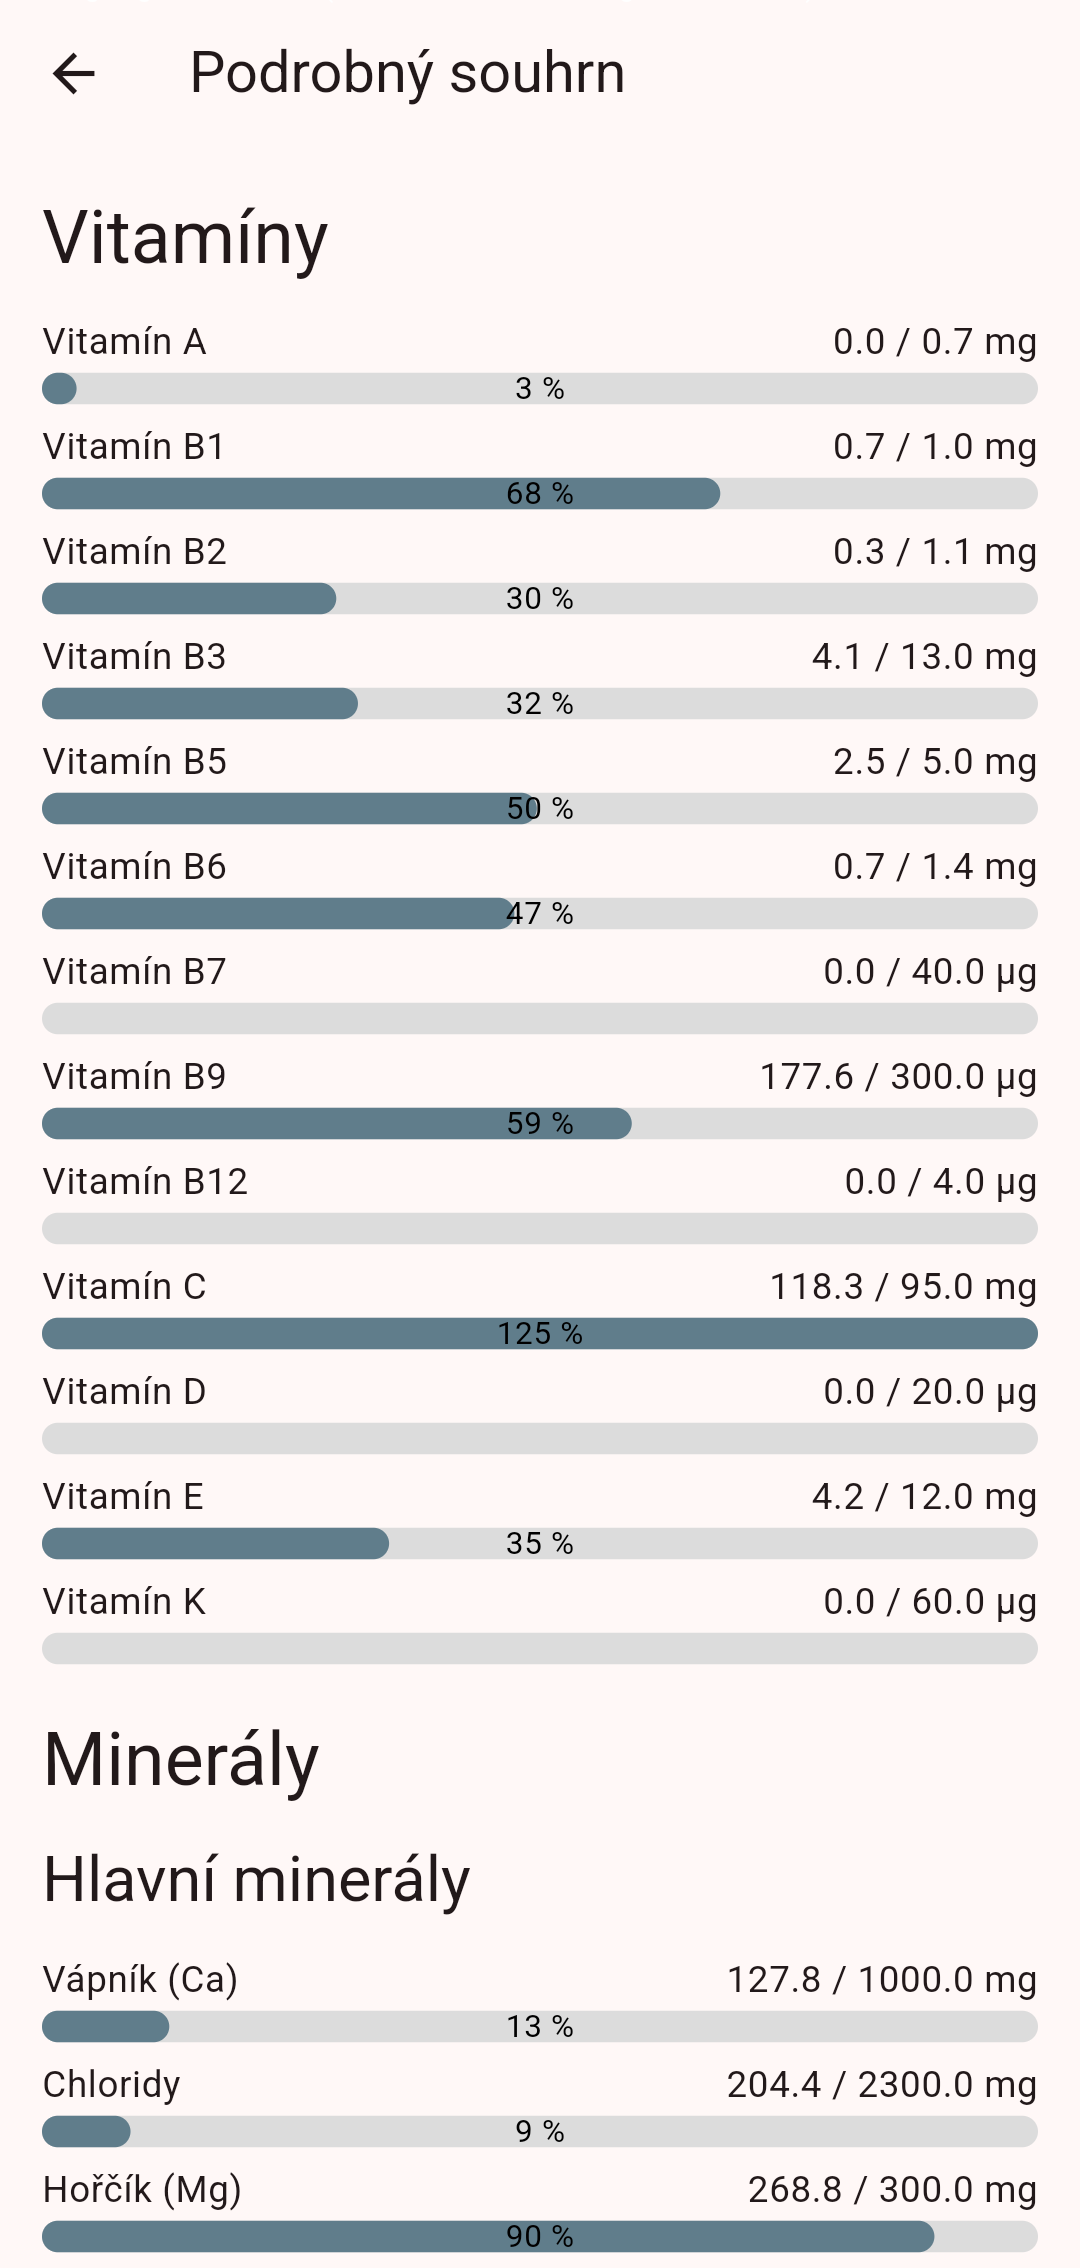 Podrobný souhrn
Vitamíny
Vitamín A 0.0 / 0.7 mg
3 %
Vitamín B1 0.7 / 1.0 mg
68 %
Vitamín B2 0.3 / 1.1 mg
30 %
Vitamín B3 4.1 / 13.0 mg
32 %
Vitamín B5 2.5 / 5.0 mg
50 %
Vitamín B6 0.7 / 1.4 mg
47 %
Vitamín B7 0.0 / 40.0 µg
Vitamín B9 177.6 / 300.0 µg
59 %
Vitamín B12 0.0 / 4.0 µg
Vitamín C 118.3 / 95.0 mg
125 %
Vitamín D 0.0 / 20.0 µg
Vitamín E 4.2 / 12.0 mg
35 %
Vitamín K 0.0 / 60.0 µg
Minerály
Hlavní minerály
Vápník (Ca) 127.8 / 1000.0 mg
13 %
Chloridy 204.4 / 2300.0 mg
9 %
Hořčík (Mg) 268.8 / 300.0 mg
90 %